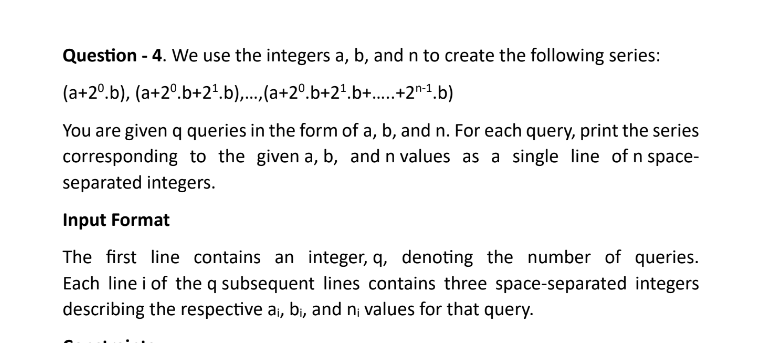 Question - 4. We use the integers a, b, and n to create the following series:
(a+2⁰.b), (a+2⁰.b+2¹.b),...,(a+2⁰.b+2¹.b+.....+2ⁿ⁻¹.b)
You are given q queries in the form of a, b, and n. For each query, print the series
corresponding to the given a, b, and n values as a single line of n space-
separated integers.
Input Format
The first line contains an integer, q, denoting the number of queries.
Each line i of the q subsequent lines contains three space-separated integers
describing the respective aᵢ, bᵢ, and nᵢ values for that query.